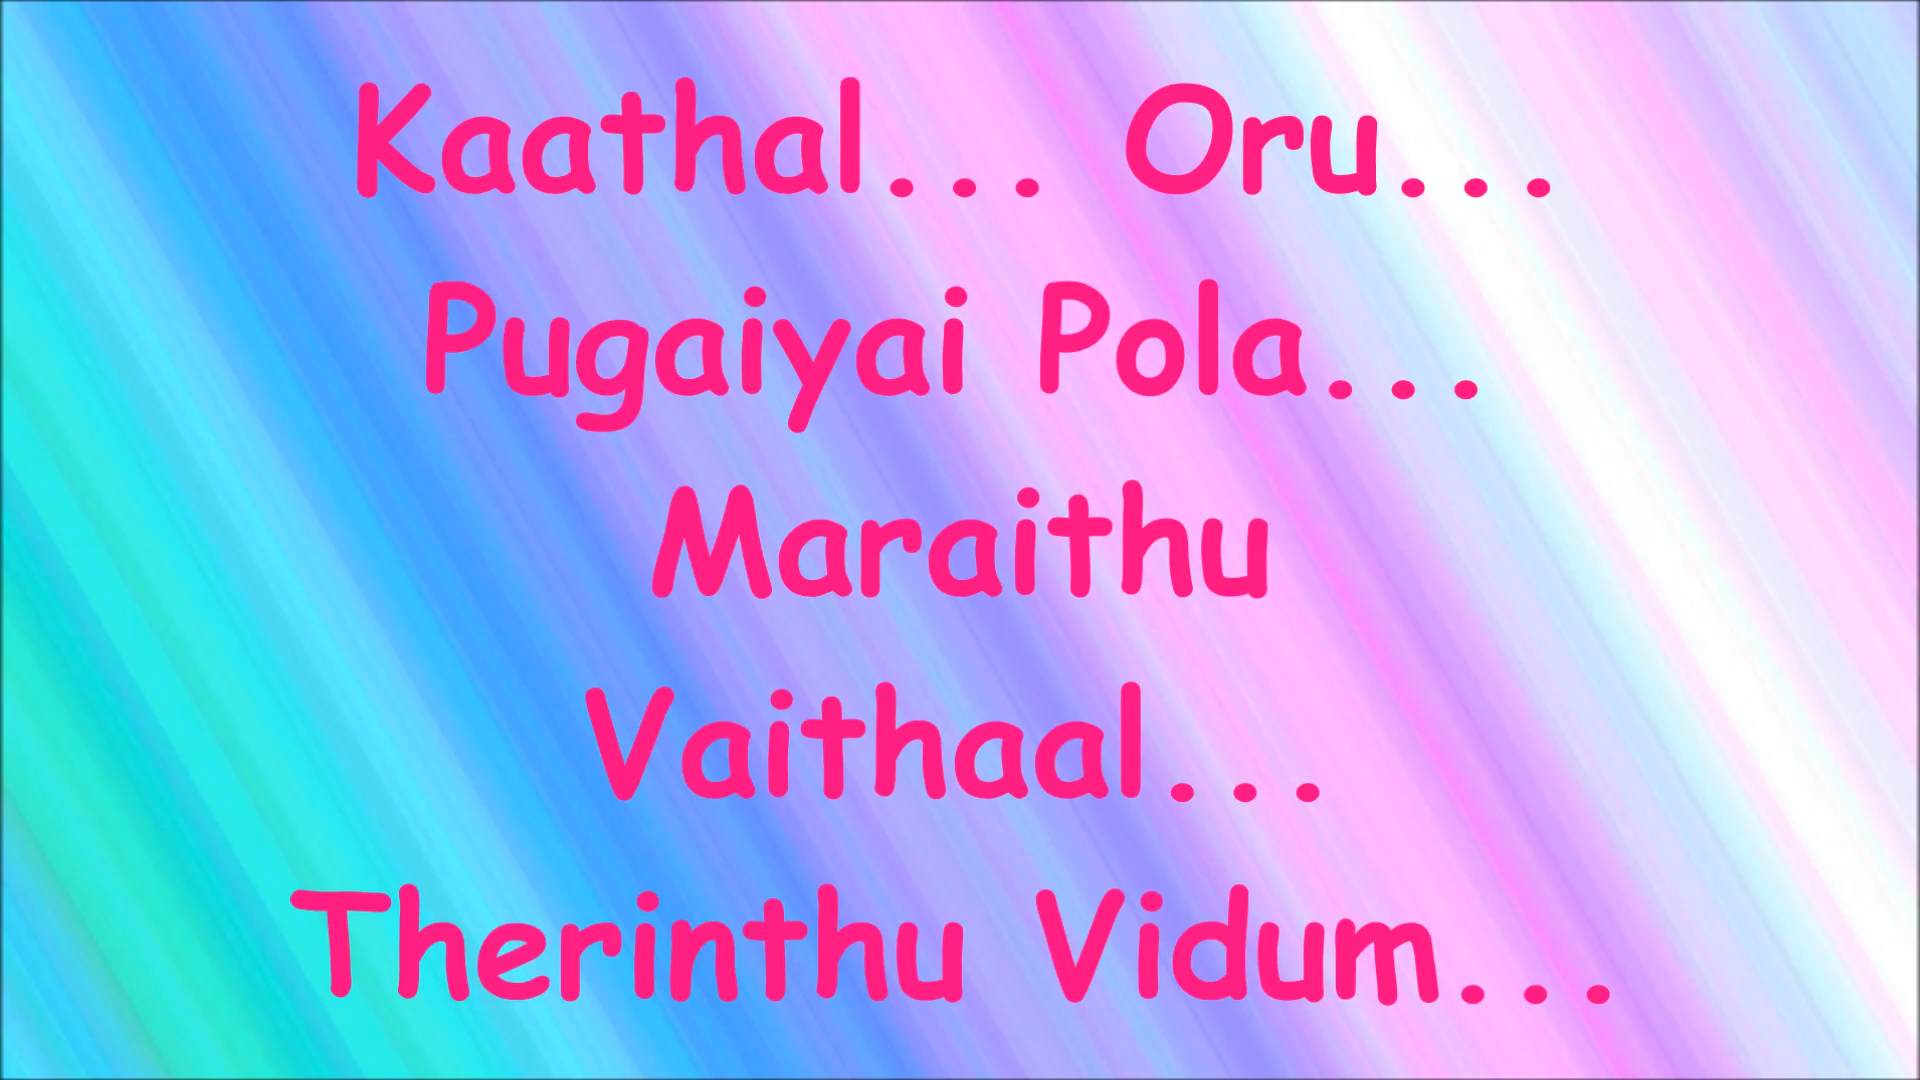 Kaathal... Oru...
Pugaiyai Pola...
Maraithu
Vaithaal...
Therinthu Vidum...